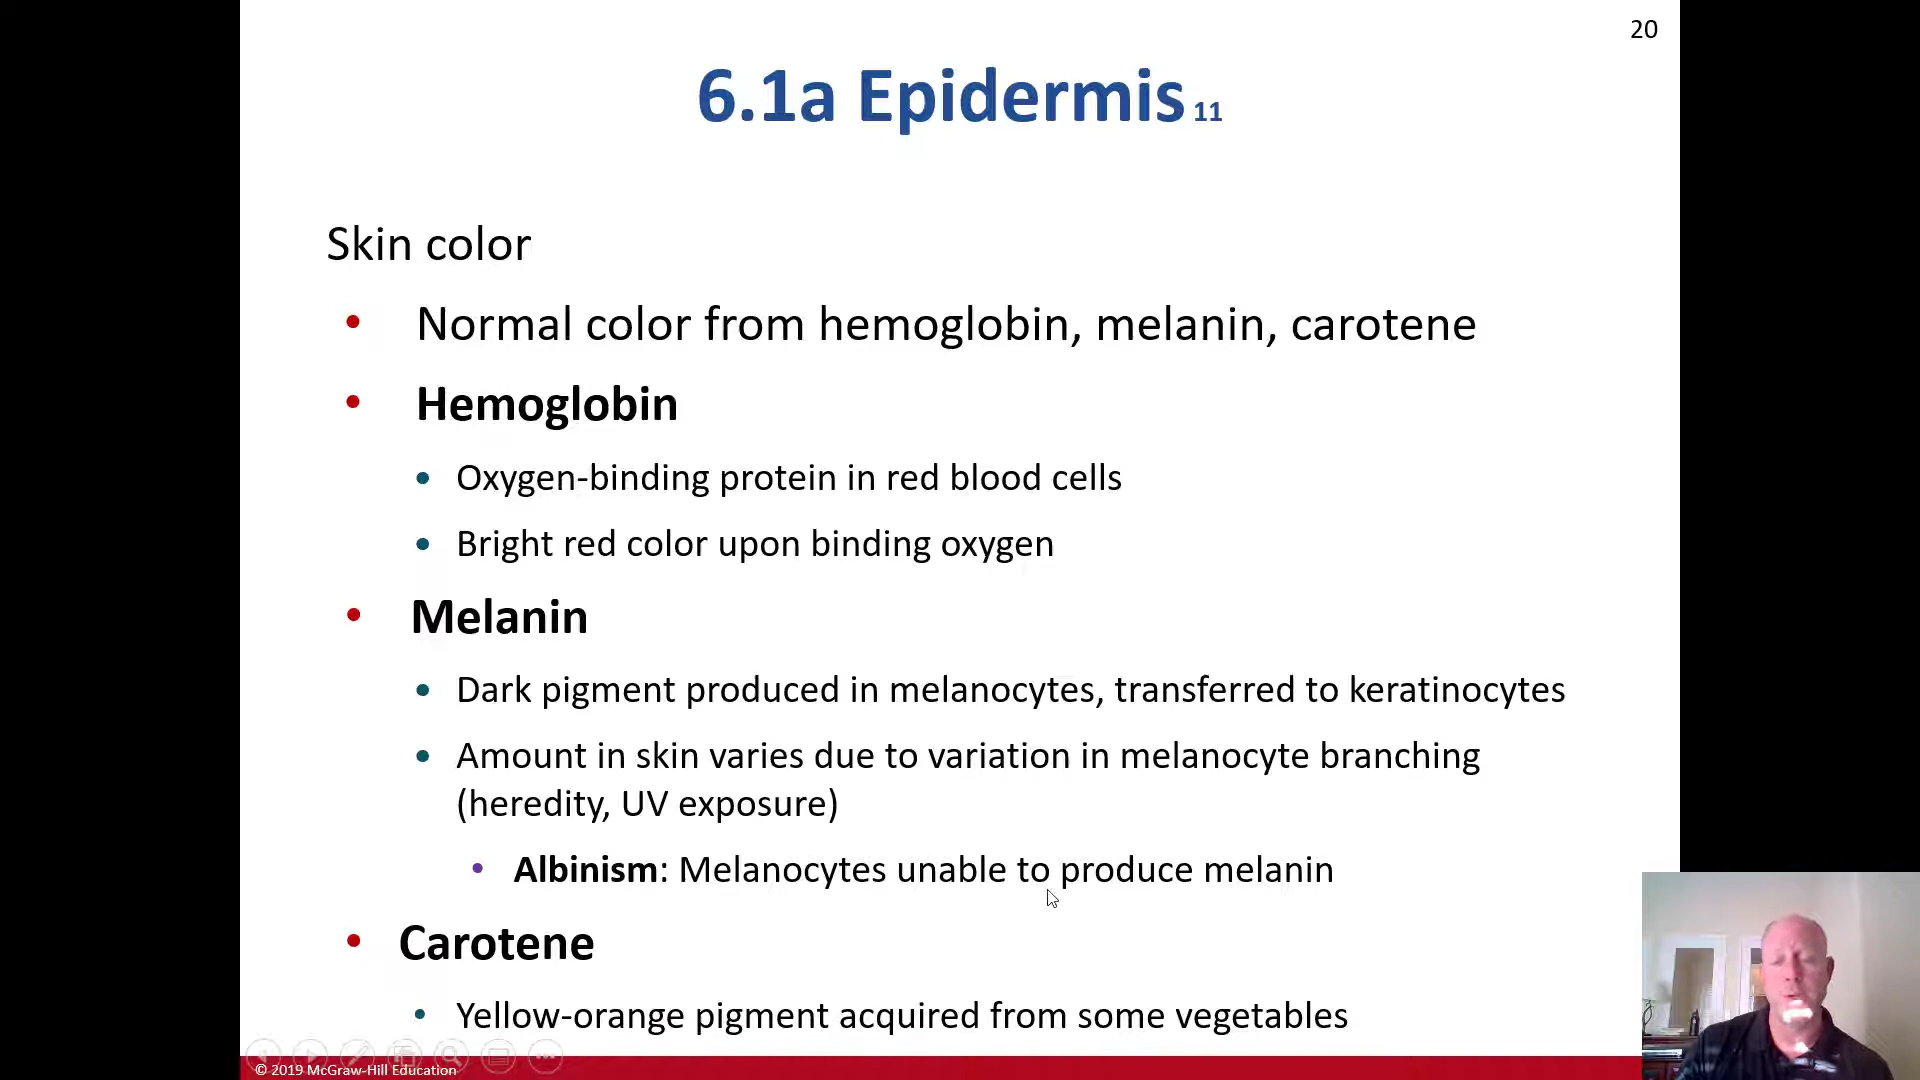 20
6.1a Epidermis 11
Skin color
• Normal color from hemoglobin, melanin, carotene
• Hemoglobin
• Oxygen-binding protein in red blood cells
• Bright red color upon binding oxygen
• Melanin
• Dark pigment produced in melanocytes, transferred to keratinocytes
• Amount in skin varies due to variation in melanocyte branching
(heredity, UV exposure)
• Albinism: Melanocytes unable to produce melanin
• Carotene
• Yellow-orange pigment acquired from some vegetables
© 2019 McGraw-Hill Education